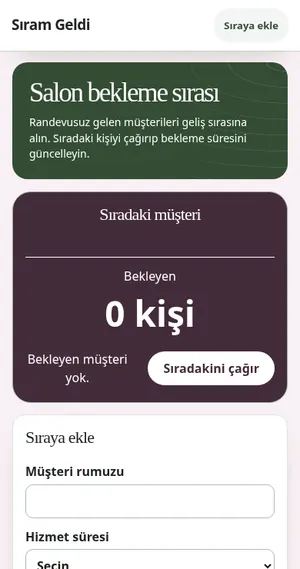 Sıram Geldi
Sıraya ekle
Salon bekleme sırası
Randevusuz gelen müşterileri geliş sırasına
alın. Sıradaki kişiyi çağırıp bekleme süresini
güncelleyin.
Sıradaki müşteri
Bekleyen
0 kişi
Bekleyen müşteri
yok.
Sıradakini çağır
Sıraya ekle
Müşteri rumuzu
Hizmet süresi
Seçin